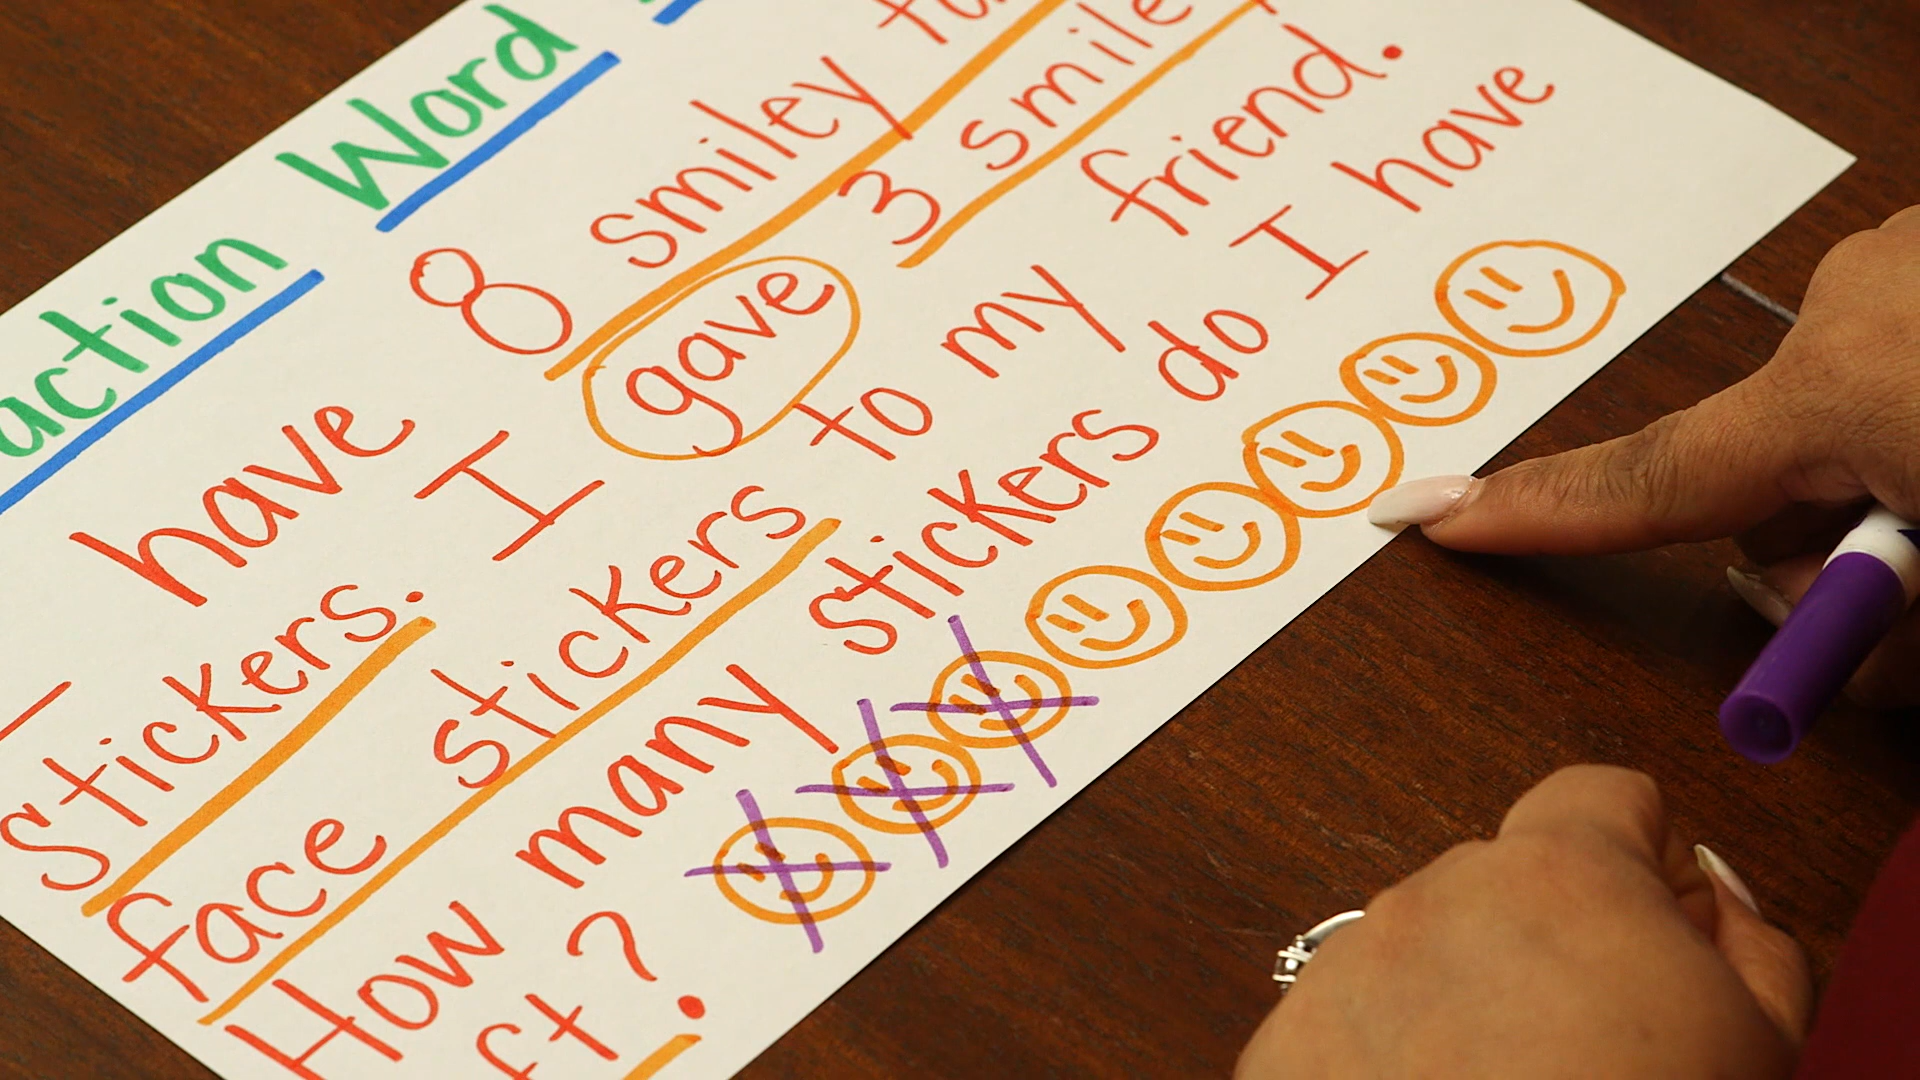 action Word
have 8 smiley
Stickers. I gave 3 smile
face stickers to my friend.
How many stickers do I have
ft?